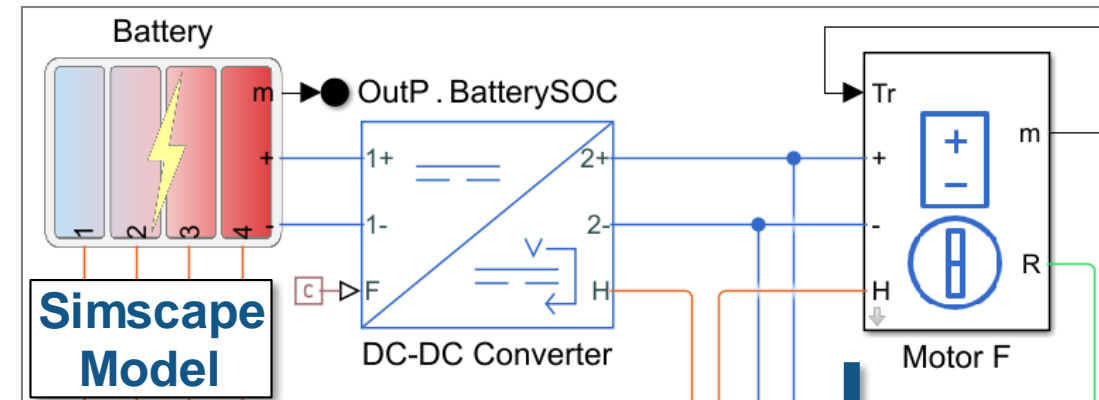 Battery
m
OutP . BatterySOC
Tr
m
+
1+
2+
+
-
1-
2-
-
1
2
3
4
C
F
H
H
R
V
+
-
Simscape
Model
DC-DC Converter
Motor F